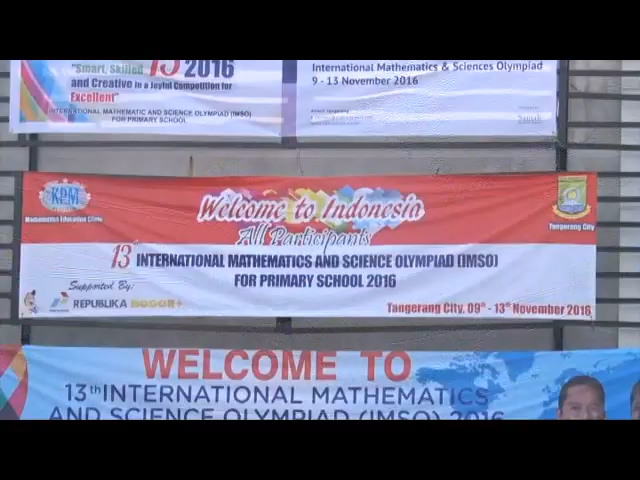 "Smart, Skilled 13 2016
and Creative in a Joyful Competition for
Excellent"
INTERNATIONAL MATHEMATIC AND SCIENCE OLYMPIAD (IMSO)
FOR PRIMARY SCHOOL
International Mathematics & Sciences Olympiad
9 - 13 November 2016
KPM
Mathematics Education Clinic
Welcome to Indonesia
All Participants
13th INTERNATIONAL MATHEMATICS AND SCIENCE OLYMPIAD (IMSO)
FOR PRIMARY SCHOOL 2016
Supported By:
REPUBLIKA BOGOR+
Tangerang City
Tangerang City, 09th - 13th November 2016
WELCOME TO
13th INTERNATIONAL MATHEMATICS
AND SCIENCE OLYMPIAD (IMSO) 2016